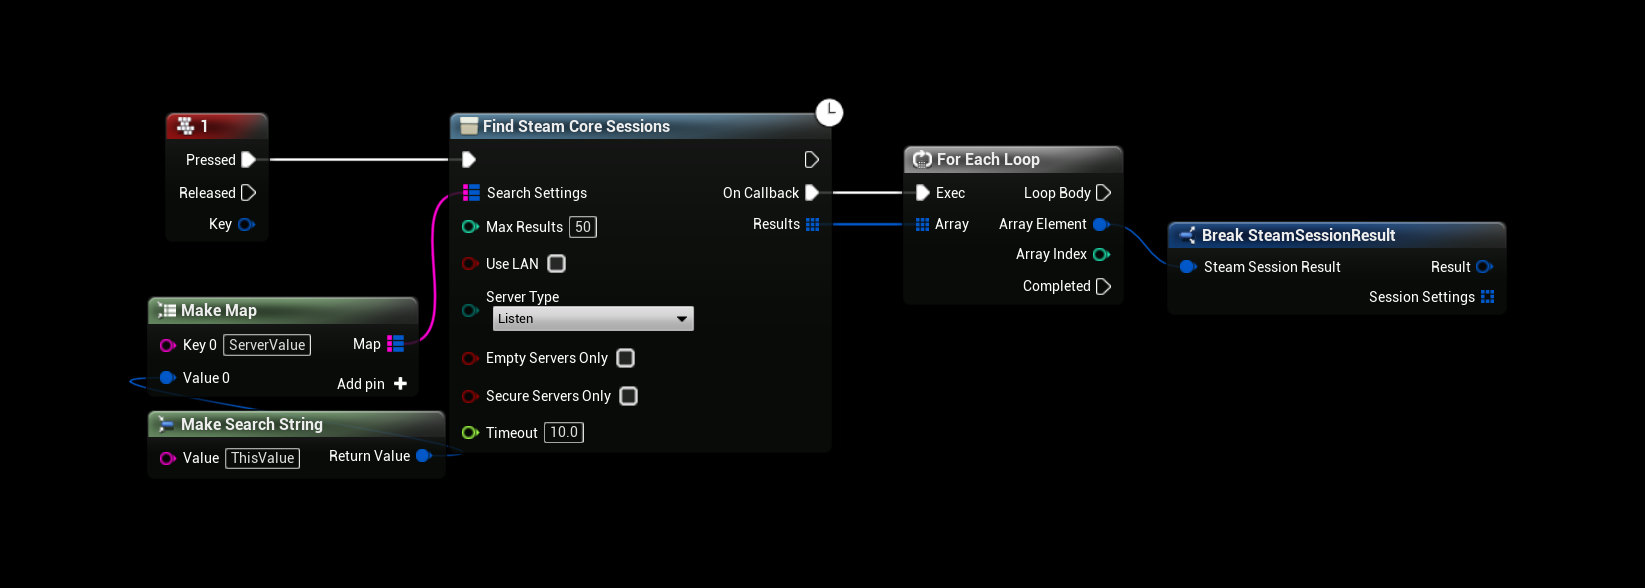 1
Pressed
Released
Key
Make Map
Key 0 ServerValue Map
Value 0
Add pin
Make Search String
Value ThisValue Return Value
Find Steam Core Sessions
Search Settings On Callback
Max Results 50 Results
Use LAN
Server Type
Listen
Empty Servers Only
Secure Servers Only
Timeout 10.0
For Each Loop
Exec Loop Body
Array Array Element
Array Index
Completed
Break SteamSessionResult
Steam Session Result Result
Session Settings